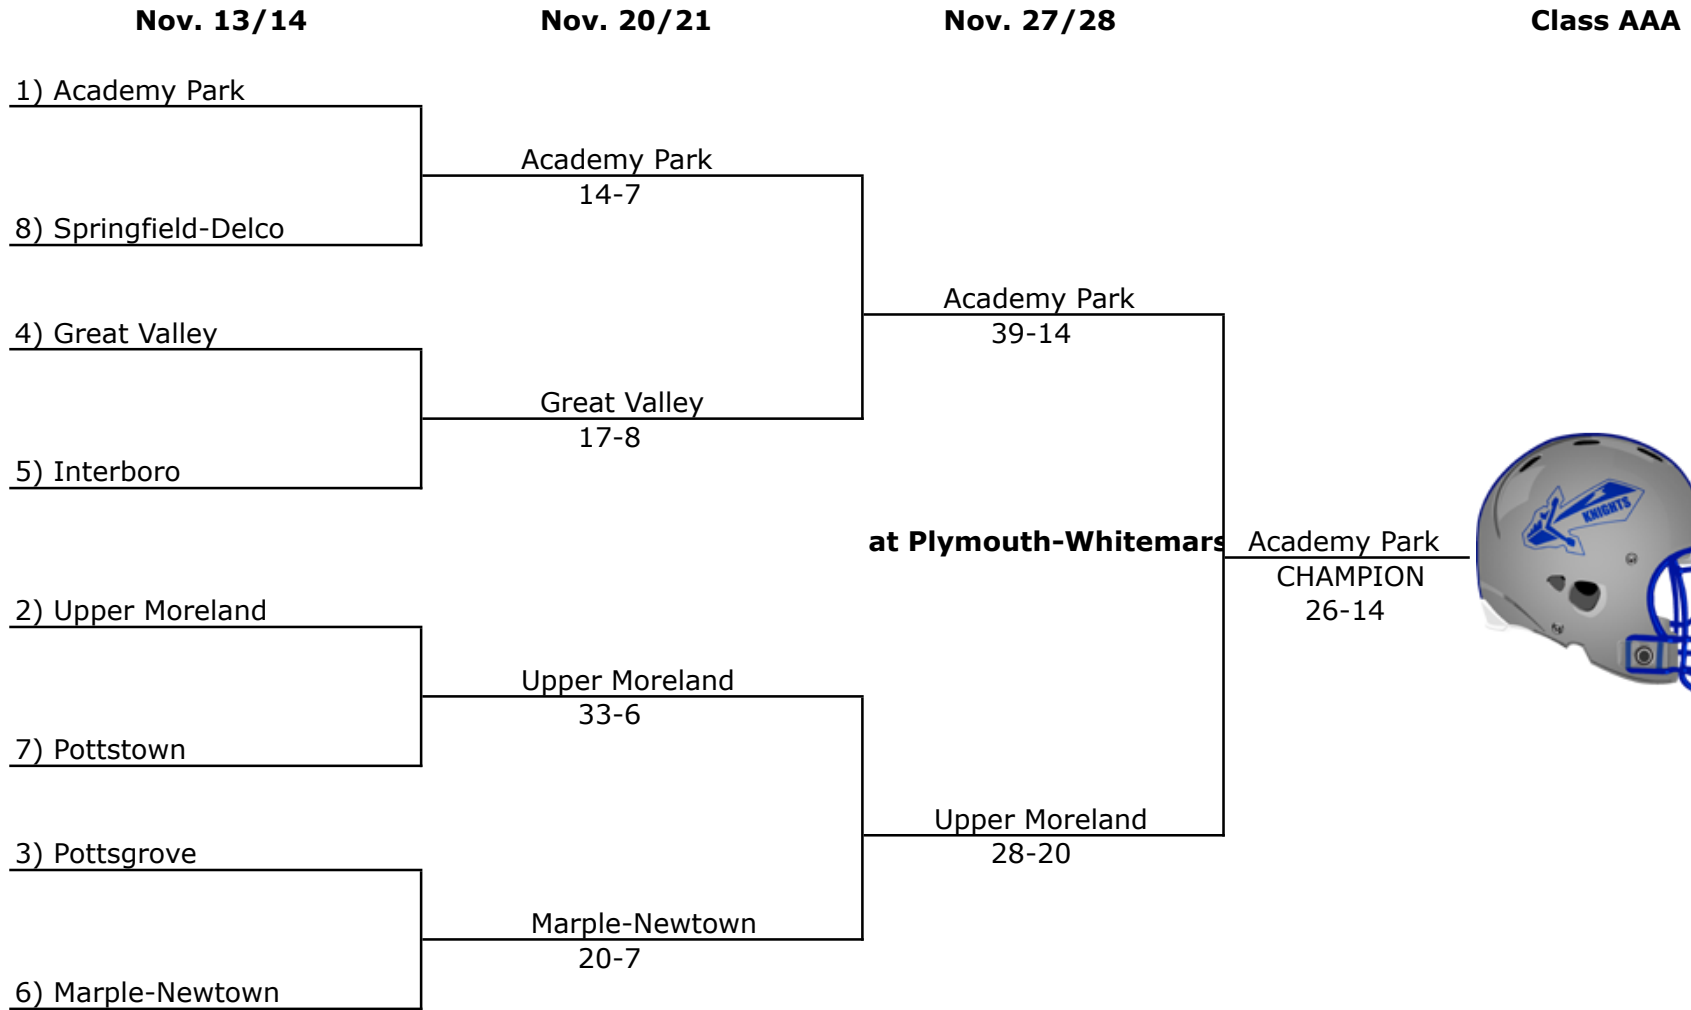 Nov. 13/14 Nov. 20/21 Nov. 27/28 Class AAA
1) Academy Park
Academy Park
14-7
8) Springfield-Delco
Academy Park
39-14
4) Great Valley
Great Valley
17-8
5) Interboro
KNIGHTS
at Plymouth-Whitemars
Academy Park
CHAMPION
26-14
2) Upper Moreland
Upper Moreland
33-6
7) Pottstown
Upper Moreland
28-20
3) Pottsgrove
Marple-Newtown
20-7
6) Marple-Newtown